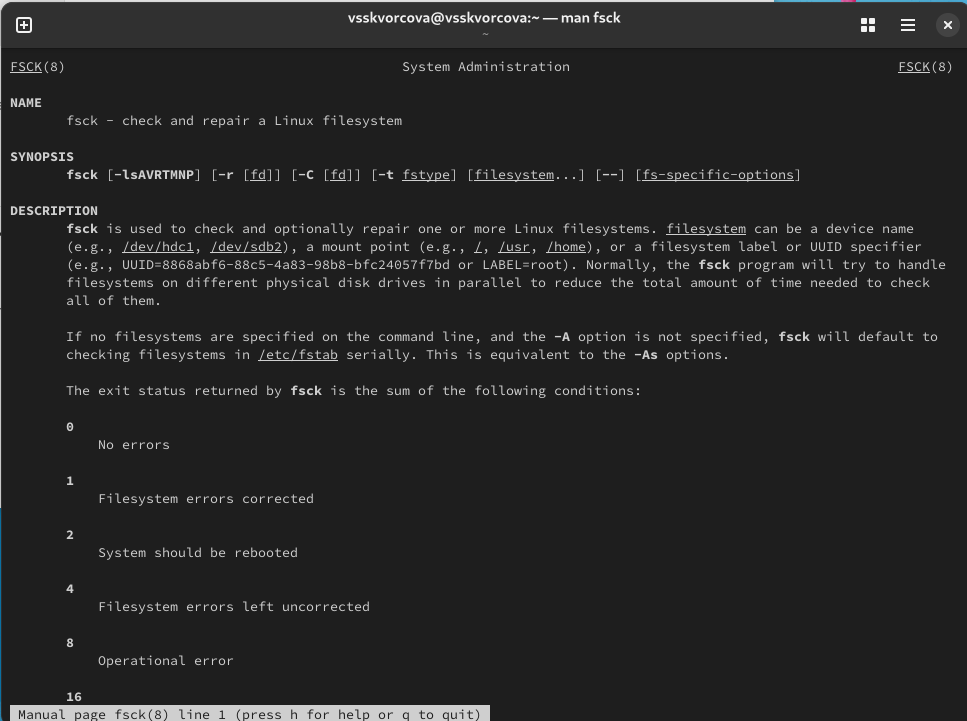 vsskvorcova@vsskvorcova:~ — man fsck
~
FSCK(8) System Administration FSCK(8)
NAME
fsck - check and repair a Linux filesystem
SYNOPSIS
fsck [-lsAVRTMNP] [-r [fd]] [-C [fd]] [-t fstype] [filesystem...] [--] [fs-specific-options]
DESCRIPTION
fsck is used to check and optionally repair one or more Linux filesystems. filesystem can be a device name
(e.g., /dev/hdc1, /dev/sdb2), a mount point (e.g., /, /usr, /home), or a filesystem label or UUID specifier
(e.g., UUID=8868abf6-88c5-4a83-98b8-bfc24057f7bd or LABEL=root). Normally, the fsck program will try to handle
filesystems on different physical disk drives in parallel to reduce the total amount of time needed to check
all of them.
If no filesystems are specified on the command line, and the -A option is not specified, fsck will default to
checking filesystems in /etc/fstab serially. This is equivalent to the -As options.
The exit status returned by fsck is the sum of the following conditions:
0
No errors
1
Filesystem errors corrected
2
System should be rebooted
4
Filesystem errors left uncorrected
8
Operational error
16
Manual page fsck(8) line 1 (press h for help or q to quit)